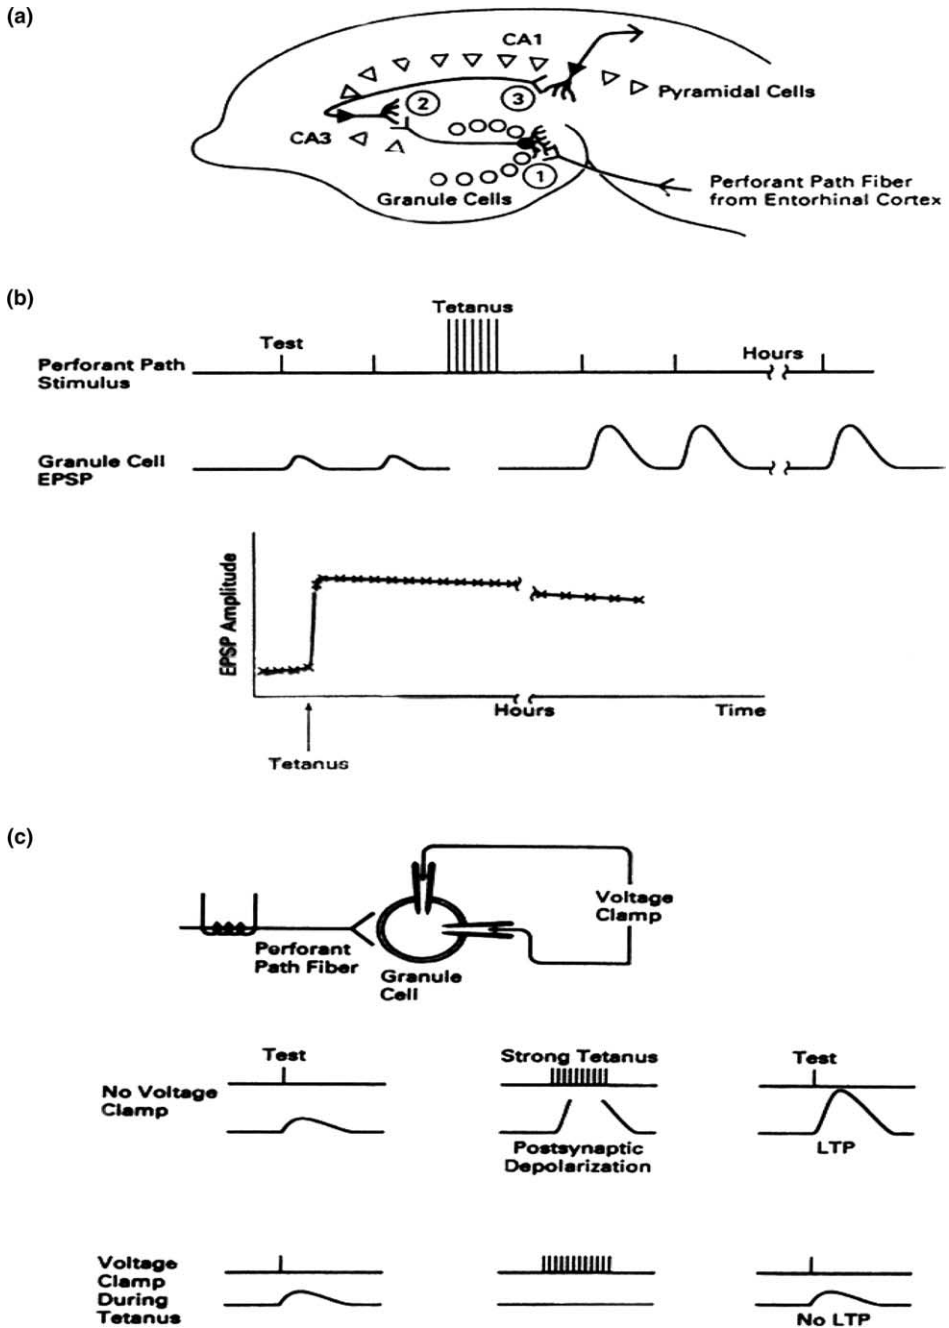 (a)
CA1
2
3
Pyramidal Cells
CA3
1
Perforant Path Fiber
from Entorhinal Cortex
Granule Cells
(b)
Tetanus
Test
Hours
Perforant Path
Stimulus
Granule Cell
EPSP
EPSP Amplitude
Hours
Time
Tetanus
(c)
Voltage
Clamp
Perforant
Path Fiber
Granule
Cell
Test
Strong Tetanus
Test
No Voltage
Clamp
Postsynaptic
Depolarization
LTP
Voltage
Clamp
During
Tetanus
No LTP